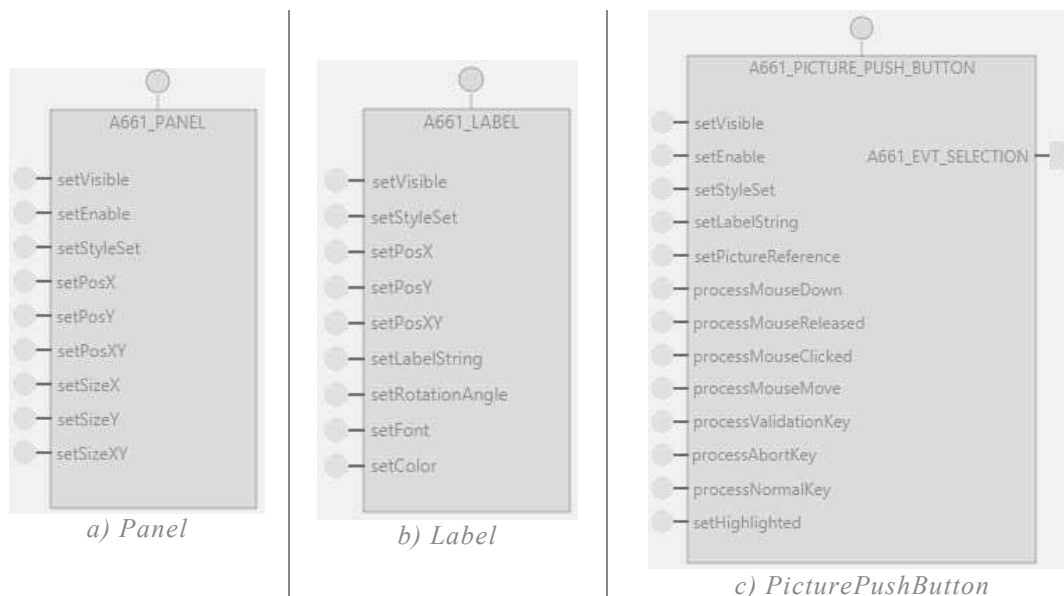 A661_PANEL
setVisible
setEnable
setStyleSet
setPosX
setPosY
setPosXY
setSizeX
setSizeY
setSizeXY
a) Panel
A661_LABEL
setVisible
setStyleSet
setPosX
setPosY
setPosXY
setLabelString
setRotationAngle
setFont
setColor
b) Label
A661_PICTURE_PUSH_BUTTON
setVisible
setEnable
A661_EVT_SELECTION
setStyleSet
setLabelString
setPictureReference
processMouseDown
processMouseReleased
processMouseClicked
processMouseMove
processValidationKey
processAbortKey
processNormalKey
setHighlighted
c) PicturePushButton